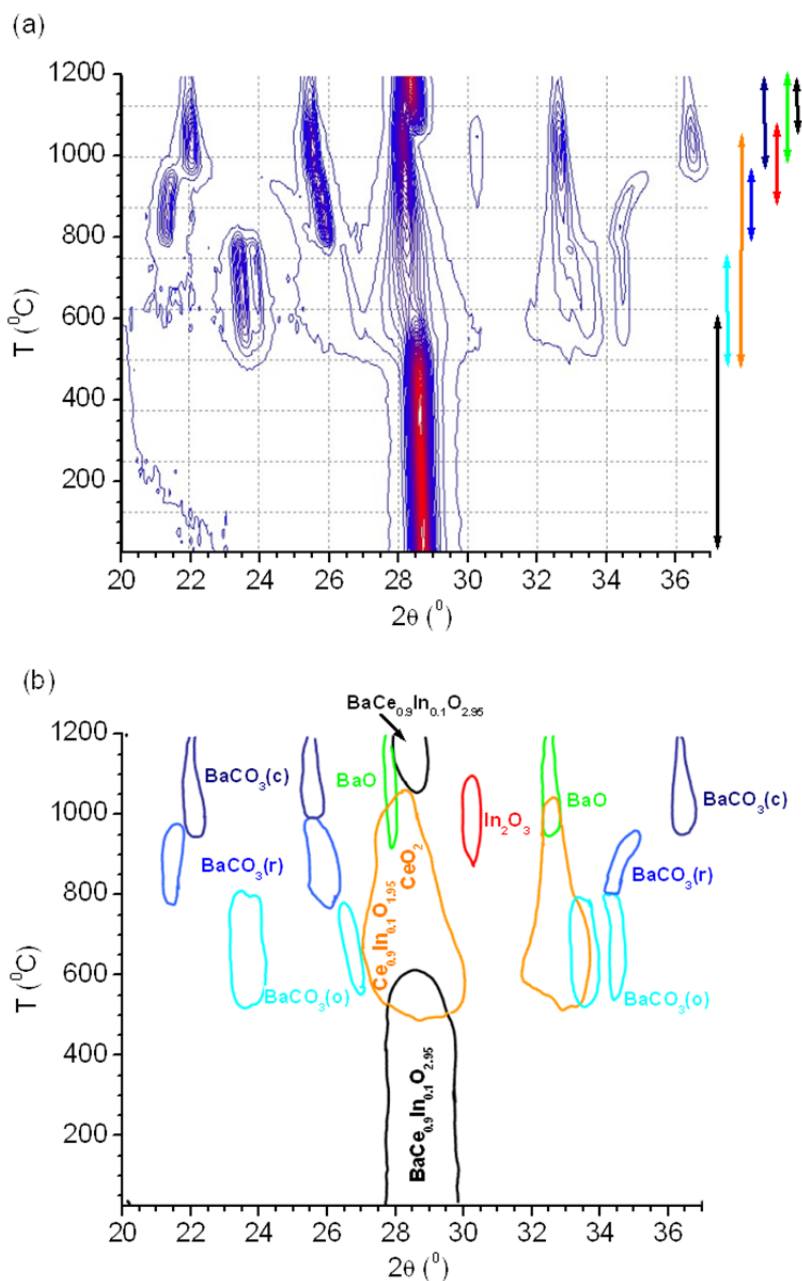 (a)
1200
1000
800
600
400
200
T (⁰C)
20 22 24 26 28 30 32 34 36
2θ (⁰)
(b)
BaCe₀.₉In₀.₁O₂.₉₅
1200
1000
800
600
400
200
T (⁰C)
BaCO₃(c)
BaO
In₂O₃
BaO
BaCO₃(c)
BaCO₃(r)
CeO₂
BaCO₃(r)
Ce₀.₉In₀.₁O₁.₉₅
BaCO₃(o)
BaCO₃(o)
BaCe₀.₉In₀.₁O₂.₉₅
20 22 24 26 28 30 32 34 36
2θ (⁰)